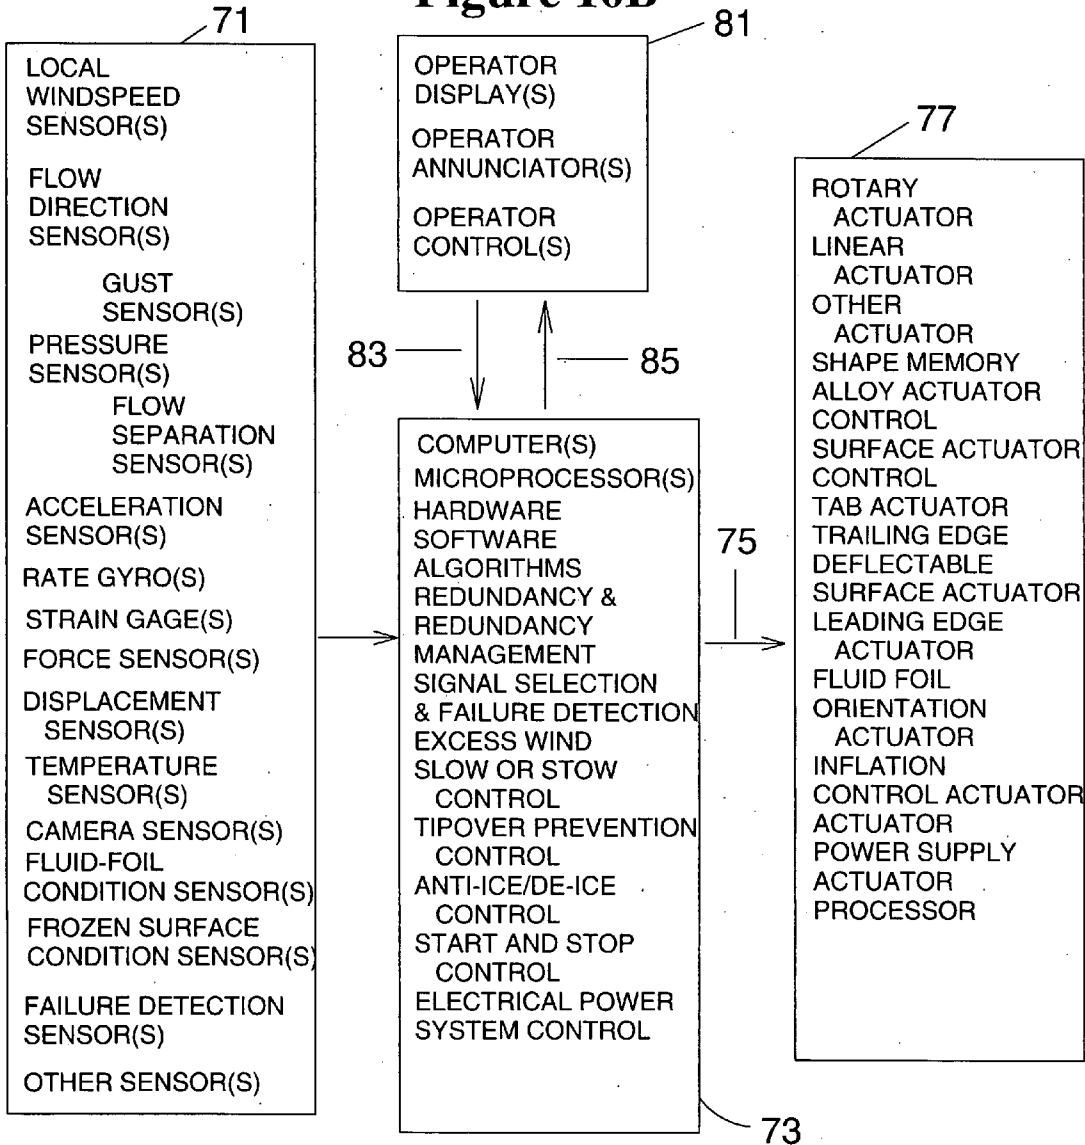 Figure 10B
71
LOCAL
WINDSPEED
SENSOR(S)
FLOW
DIRECTION
SENSOR(S)
GUST
SENSOR(S)
PRESSURE
SENSOR(S)
FLOW
SEPARATION
SENSOR(S)
ACCELERATION
SENSOR(S)
RATE GYRO(S)
STRAIN GAGE(S)
FORCE SENSOR(S)
DISPLACEMENT
SENSOR(S)
TEMPERATURE
SENSOR(S)
CAMERA SENSOR(S)
FLUID-FOIL
CONDITION SENSOR(S)
FROZEN SURFACE
CONDITION SENSOR(S)
FAILURE DETECTION
SENSOR(S)
OTHER SENSOR(S)
81
OPERATOR
DISPLAY(S)
OPERATOR
ANNUNCIATOR(S)
OPERATOR
CONTROL(S)
83
85
COMPUTER(S)
MICROPROCESSOR(S)
HARDWARE
SOFTWARE
ALGORITHMS
REDUNDANCY &
REDUNDANCY
MANAGEMENT
SIGNAL SELECTION
& FAILURE DETECTION
EXCESS WIND
SLOW OR STOW
CONTROL
TIPOVER PREVENTION
CONTROL
ANTI-ICE/DE-ICE
CONTROL
START AND STOP
CONTROL
ELECTRICAL POWER
SYSTEM CONTROL
73
75
77
ROTARY
ACTUATOR
LINEAR
ACTUATOR
OTHER
ACTUATOR
SHAPE MEMORY
ALLOY ACTUATOR
CONTROL
SURFACE ACTUATOR
CONTROL
TAB ACTUATOR
TRAILING EDGE
DEFLECTABLE
SURFACE ACTUATOR
LEADING EDGE
ACTUATOR
FLUID FOIL
ORIENTATION
ACTUATOR
INFLATION
CONTROL ACTUATOR
ACTUATOR
POWER SUPPLY
ACTUATOR
PROCESSOR